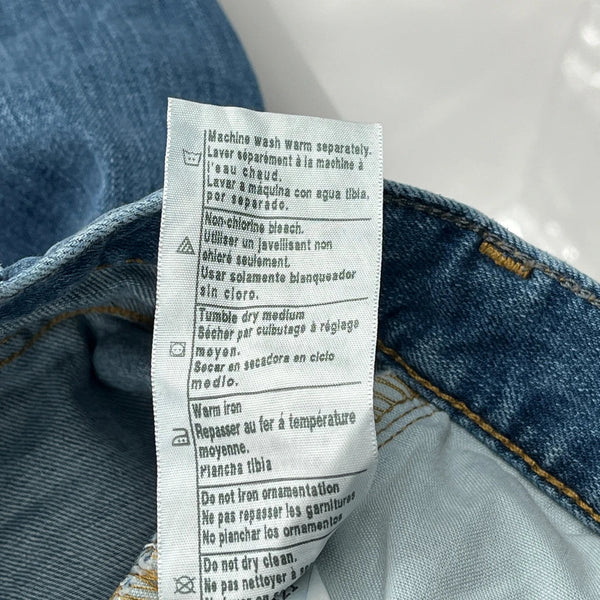 Machine wash warm separately.
Laver séparément à la machine à
l'eau chaud.
Lavar a máquina con agua tibia,
por separado.
Non-chlorine bleach.
Utiliser un javellisant non
chloré seulement.
Usar solamente blanqueador
sin cloro.
Tumble dry medium
Sécher par culbutage à réglage
moyen.
Secar en secadora en ciclo
medio.
Warm iron
Repasser au fer á température
moyenne.
Plancha tibia
Do not iron ornamentation
Ne pas repasser les garnitures
No planchar los ornamentos
Do not dry clean.
Ne pas nettoyer à